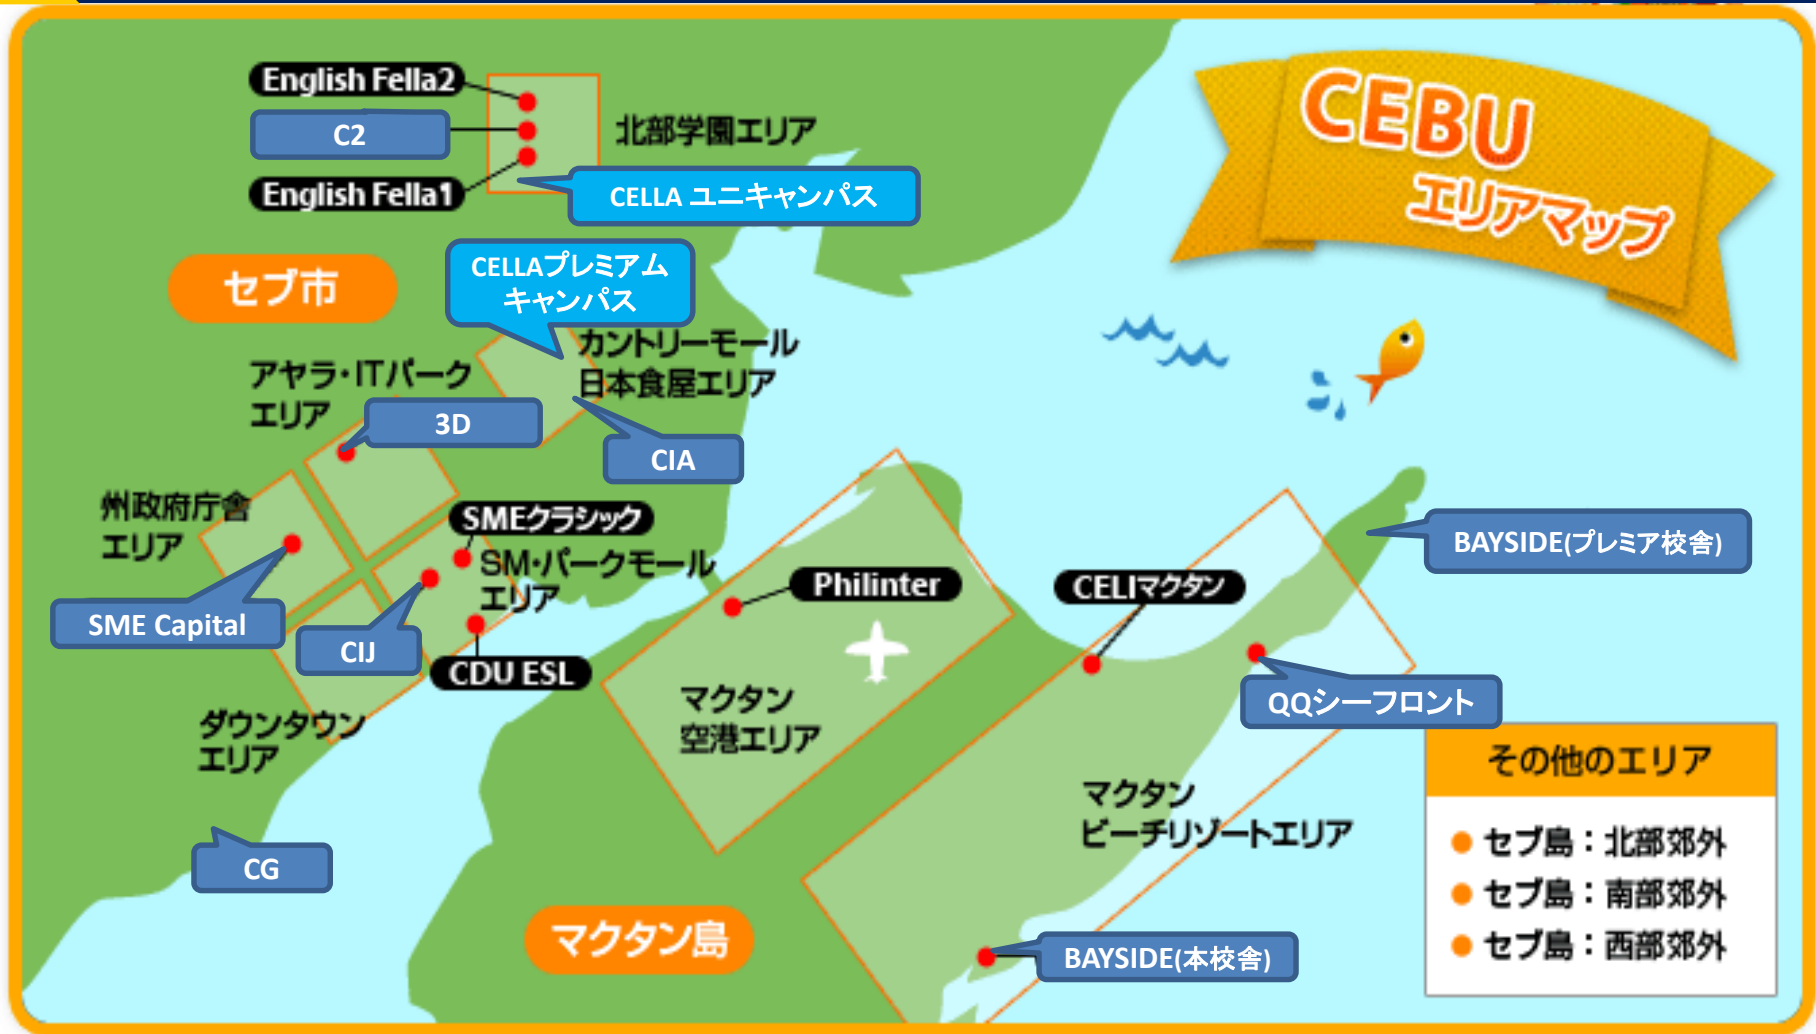 CEBU
エリアマップ
English Fella2
C2
English Fella1
北部学園エリア
CELLA ユニキャンパス
セブ市
CELLAプレミアム
キャンパス
カントリーモール
日本食屋エリア
アヤラ・ITパーク
エリア
3D
CIA
州政府庁舎
エリア
SMEクラシック
SM・パークモール
エリア
SME Capital
CIJ
CDU ESL
ダウンタウン
エリア
CG
Philinter
マクタン
空港エリア
CELIマクタン
BAYSIDE(プレミア校舎)
QQシーフロント
マクタン
ビーチリゾートエリア
マクタン島
BAYSIDE(本校舎)
その他のエリア
セブ島：北部郊外
セブ島：南部郊外
セブ島：西部郊外